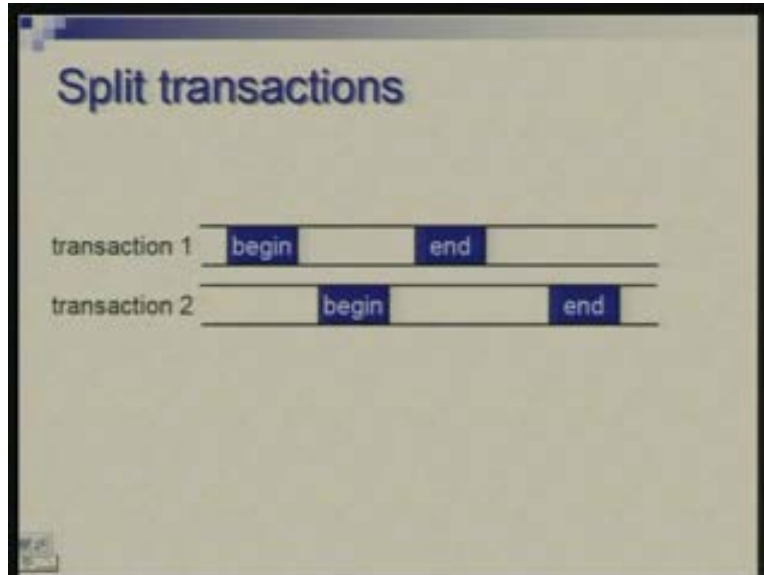 Split transactions
transaction 1 begin end
transaction 2 begin end